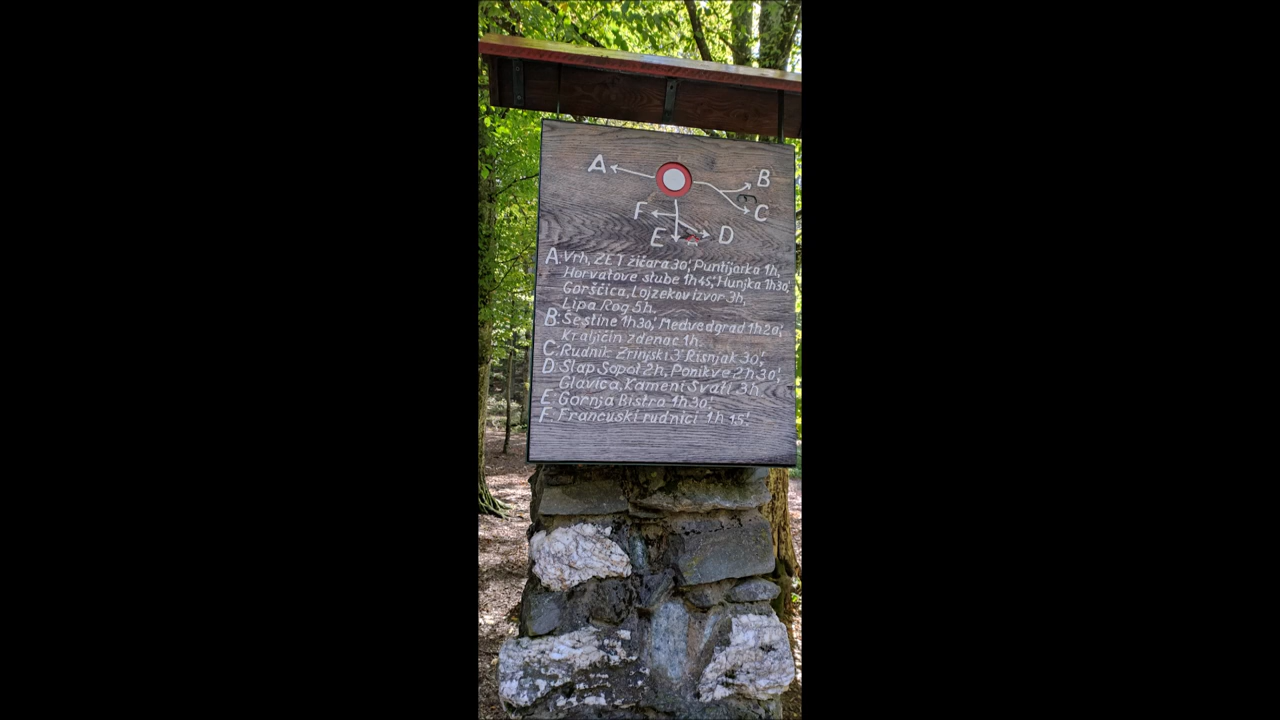 A
B
C
F
D
E
A: Vrh, ZET žičara 30', Puntijarka 1h,
Horvatove stube 1h45', Hunjka 1h30',
Gorščica, Lojzekov izvor 3h,
Lipa Rog 5h.
B: Šestine 1h30', Medvedgrad 1h20',
Kraljičin zdenac 1h.
C: Rudnik Zrinjski 3' Risnjak 30',
D: Slap Sopot 2h, Ponikve 2h30',
Glavica, Kameni Svati 3h
E: Gornja Bistra 1h30'
F: Francuski rudnici 1h 15'.